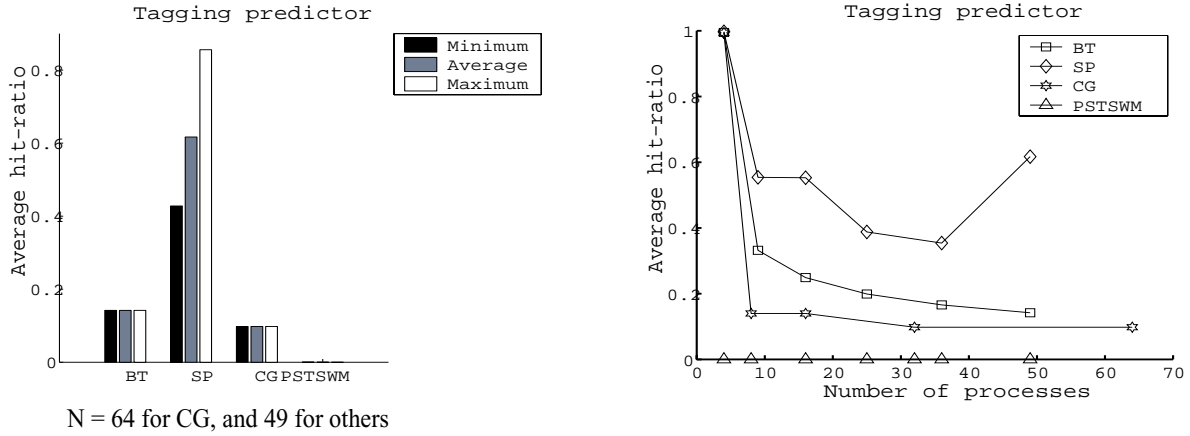 Tagging predictor
Average hit-ratio
0.8
0.6
0.4
0.2
0
Minimum
Average
Maximum
BT SP CG PSTSWM
N = 64 for CG, and 49 for others
Tagging predictor
Average hit-ratio
1
0.8
0.6
0.4
0.2
0
BT
SP
CG
PSTSWM
0 10 20 30 40 50 60 70
Number of processes